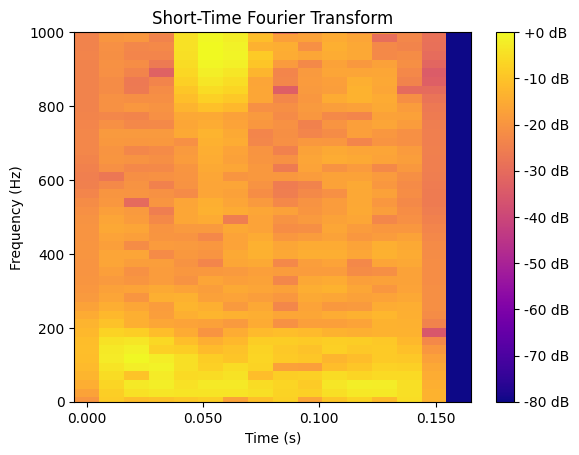 Short-Time Fourier Transform
1000
800
600
400
200
0
Frequency (Hz)
0.000
0.050
0.100
0.150
Time (s)
+0 dB
-10 dB
-20 dB
-30 dB
-40 dB
-50 dB
-60 dB
-70 dB
-80 dB